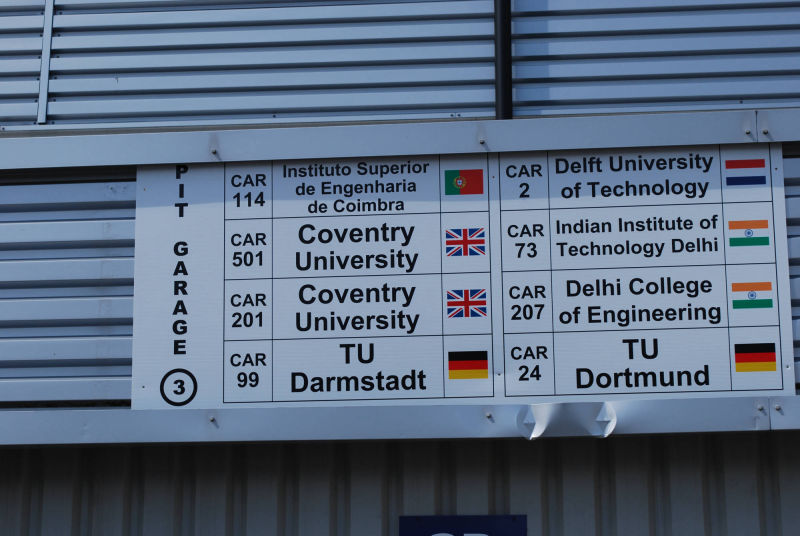 PIT GARAGE
3
CAR
114
Instituto Superior
de Engenharia
de Coimbra
CAR
501
Coventry
University
CAR
201
Coventry
University
CAR
99
TU
Darmstadt
CAR
2
Delft University
of Technology
CAR
73
Indian Institute of
Technology Delhi
CAR
207
Delhi College
of Engineering
CAR
24
TU
Dortmund